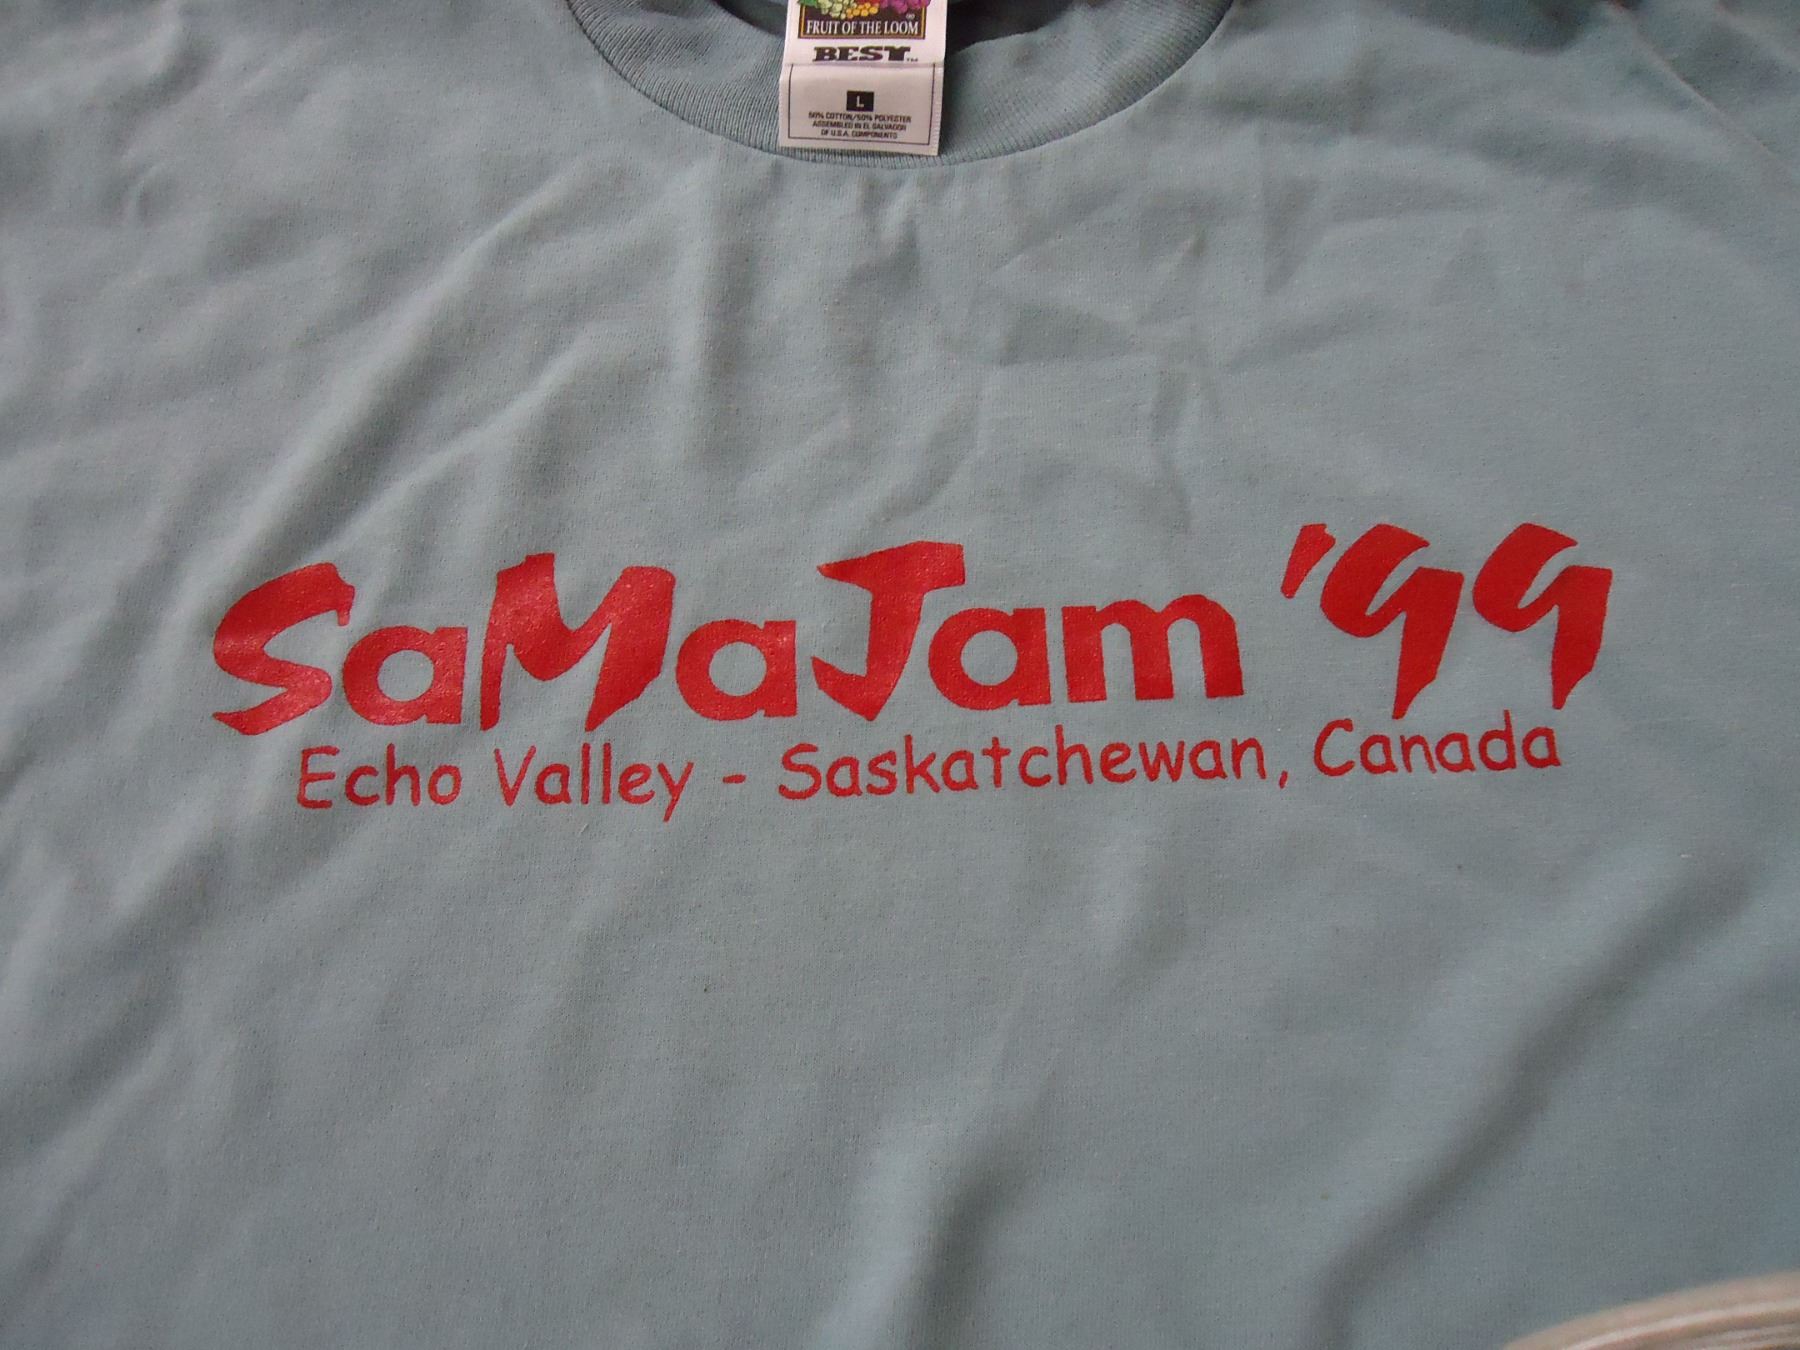 FRUIT OF THE LOOM
BEST™
L
50% COTTON/50% POLYESTER
ASSEMBLED IN EL SALVADOR
OF U.S.A. COMPONENTS
SaMaJam '99
Echo Valley - Saskatchewan, Canada